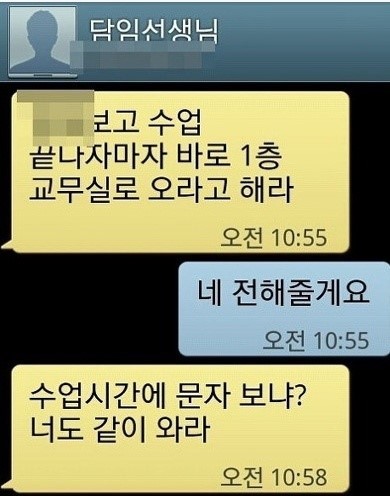 담임선생님
보고 수업
끝나자마자 바로 1층
교무실로 오라고 해라
오전 10:55
네 전해줄게요
오전 10:55
수업시간에 문자 보냐?
너도 같이 와라
오전 10:58